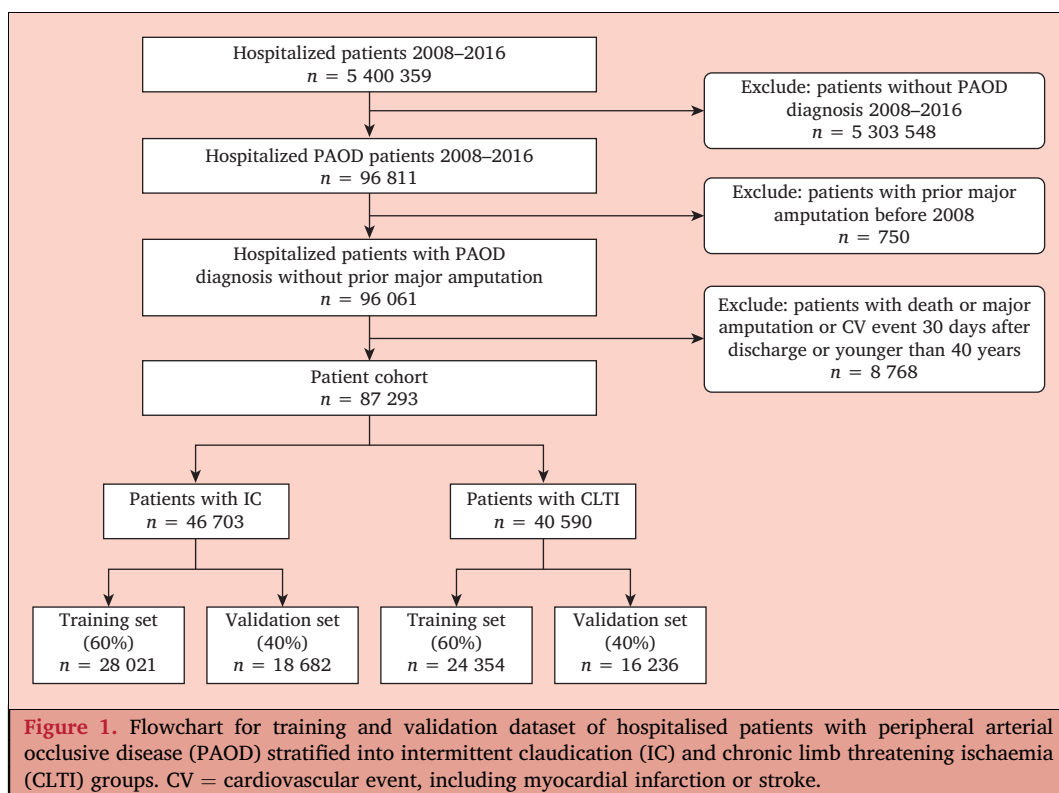 Hospitalized patients 2008–2016
n = 5 400 359
Exclude: patients without PAOD
diagnosis 2008–2016
n = 5 303 548
Hospitalized PAOD patients 2008–2016
n = 96 811
Exclude: patients with prior major
amputation before 2008
n = 750
Hospitalized patients with PAOD
diagnosis without prior major amputation
n = 96 061
Exclude: patients with death or major
amputation or CV event 30 days after
discharge or younger than 40 years
n = 8 768
Patient cohort
n = 87 293
Patients with IC
n = 46 703
Patients with CLTI
n = 40 590
Training set
(60%)
n = 28 021
Validation set
(40%)
n = 18 682
Training set
(60%)
n = 24 354
Validation set
(40%)
n = 16 236
Figure 1. Flowchart for training and validation dataset of hospitalised patients with peripheral arterial
occlusive disease (PAOD) stratified into intermittent claudication (IC) and chronic limb threatening ischaemia
(CLTI) groups. CV = cardiovascular event, including myocardial infarction or stroke.